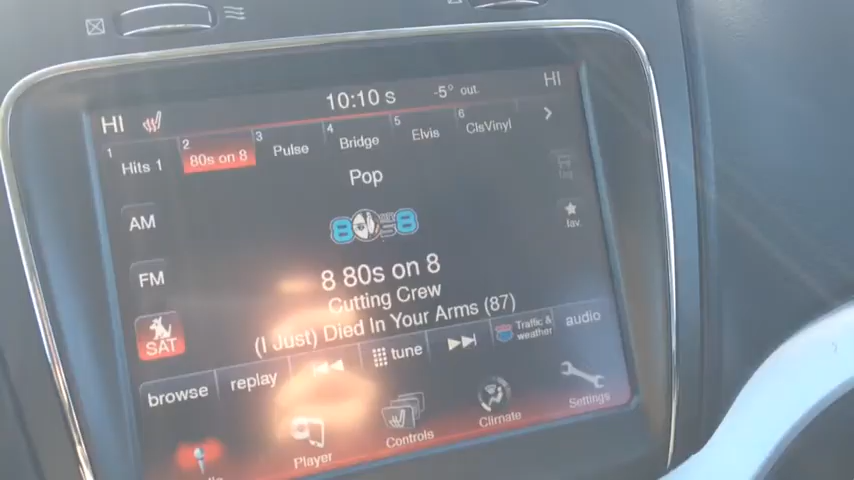 HI
10:10 s
-5° out.
HI
1 Hits 1
2 80s on 8
3 Pulse
4 Bridge
5 Elvis
6 ClsVinyl
Pop
AM
80s 8
fav.
FM
8 80s on 8
Cutting Crew
(I Just) Died In Your Arms (87)
SAT
browse
replay
tune
Traffic &
weather
audio
Player
Controls
Climate
Settings